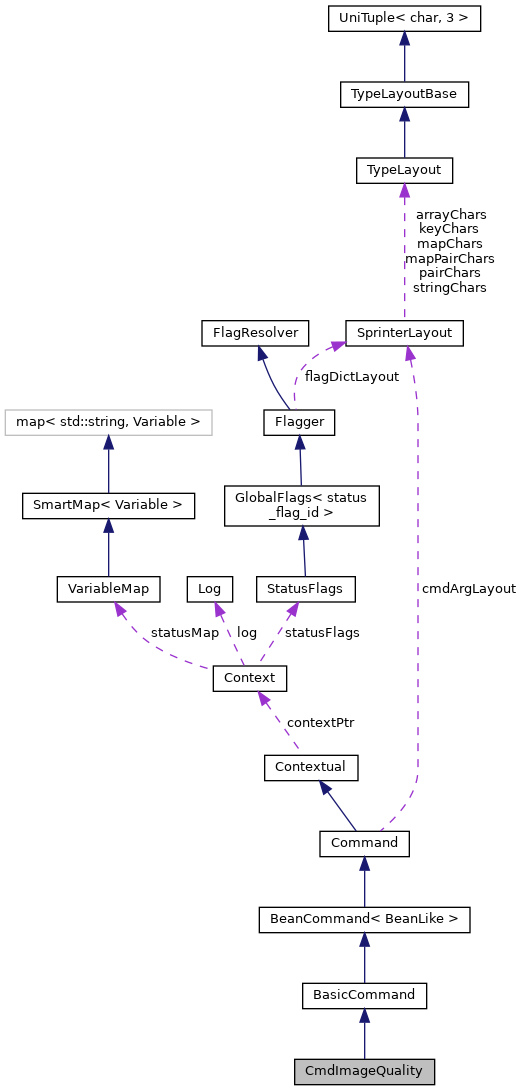 UniTuple< char, 3 >
TypeLayoutBase
TypeLayout
arrayChars
keyChars
mapChars
mapPairChars
pairChars
stringChars
FlagResolver
SprinterLayout
flagDictLayout
map< std::string, Variable >
Flagger
SmartMap< Variable >
GlobalFlags< status
_flag_id >
VariableMap
Log
StatusFlags
cmdArgLayout
statusMap
log
statusFlags
Context
contextPtr
Contextual
Command
BeanCommand< BeanLike >
BasicCommand
CmdImageQuality